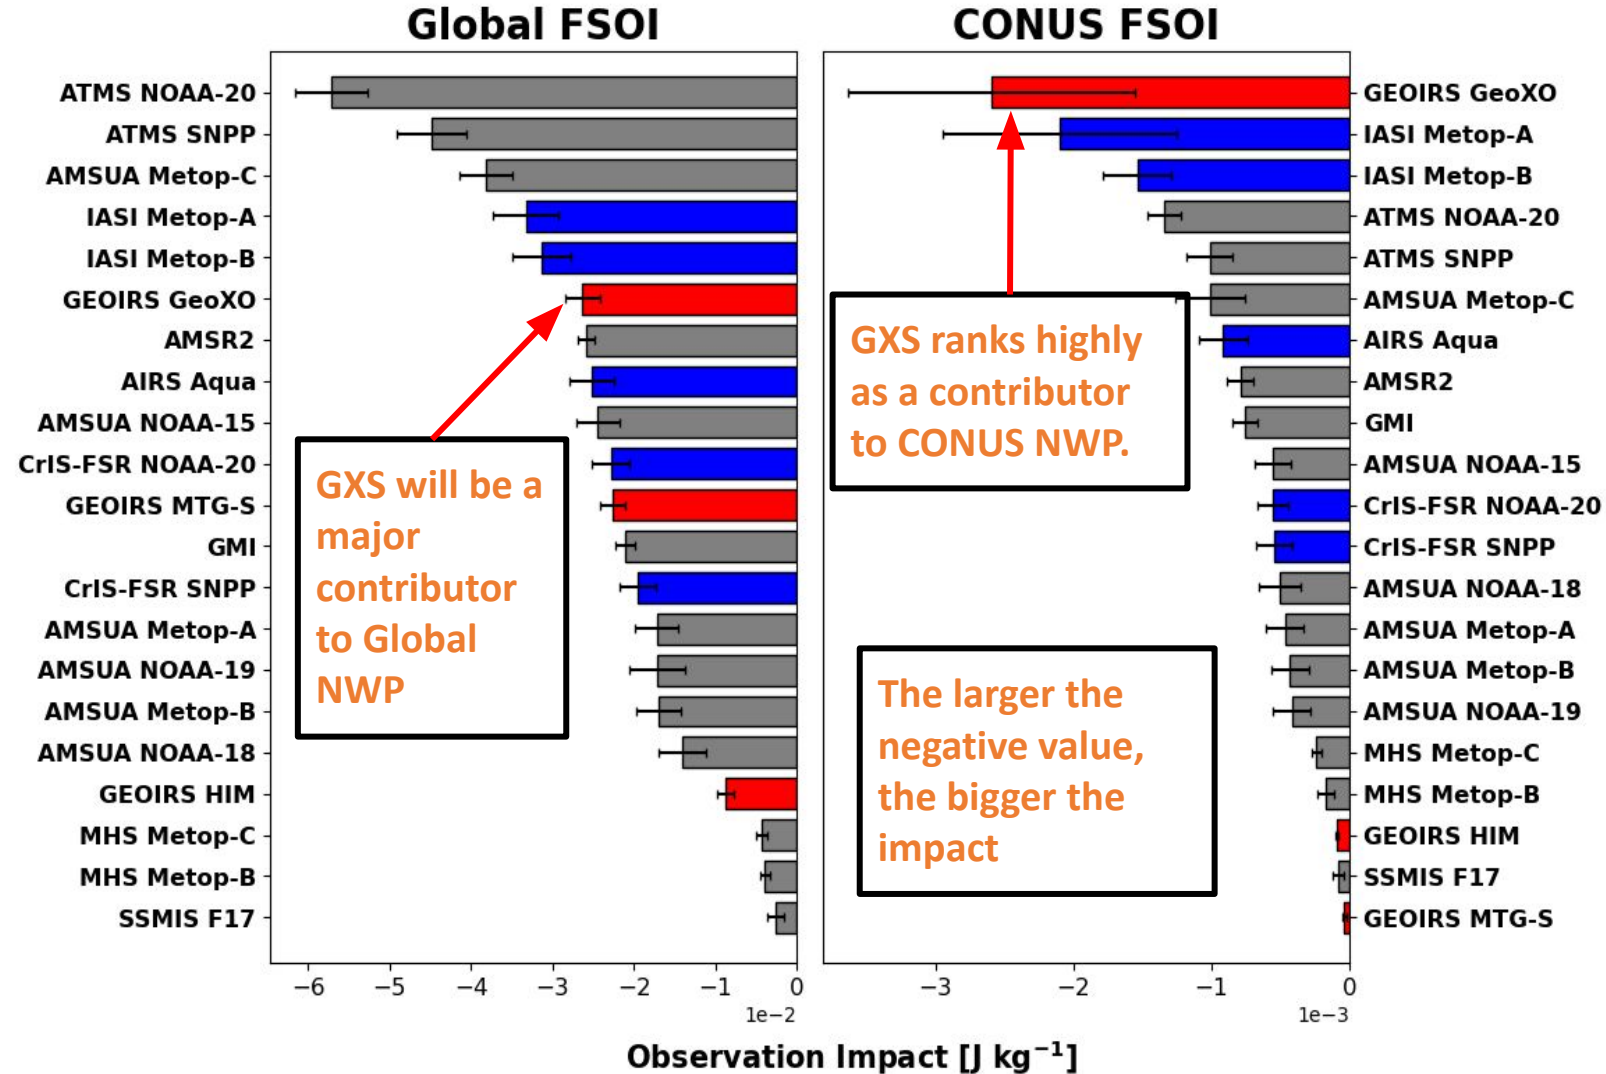 Global FSOI
CONUS FSOI
ATMS NOAA-20
ATMS SNPP
AMSUA Metop-C
IASI Metop-A
IASI Metop-B
GEOIRS GeoXO
AMSR2
AIRS Aqua
AMSUA NOAA-15
CrIS-FSR NOAA-20
GEOIRS MTG-S
GMI
CrIS-FSR SNPP
AMSUA Metop-A
AMSUA NOAA-19
AMSUA Metop-B
AMSUA NOAA-18
GEOIRS HIM
MHS Metop-C
MHS Metop-B
SSMIS F17
GXS will be a
major
contributor
to Global
NWP
−6 −5 −4 −3 −2 −1 0
1e−2
GXS ranks highly
as a contributor
to CONUS NWP.
The larger the
negative value,
the bigger the
impact
GEOIRS GeoXO
IASI Metop-A
IASI Metop-B
ATMS NOAA-20
ATMS SNPP
AMSUA Metop-C
AIRS Aqua
AMSR2
GMI
AMSUA NOAA-15
CrIS-FSR NOAA-20
CrIS-FSR SNPP
AMSUA NOAA-18
AMSUA Metop-A
AMSUA Metop-B
AMSUA NOAA-19
MHS Metop-C
MHS Metop-B
GEOIRS HIM
SSMIS F17
GEOIRS MTG-S
−3 −2 −1 0
1e−3
Observation Impact [J kg⁻¹]